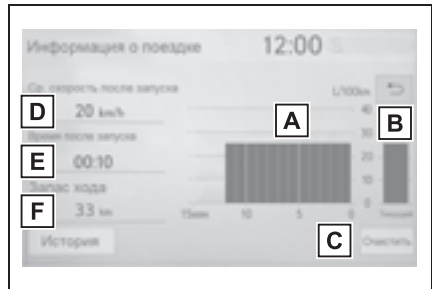 Информация о поездке 12:00
Ср. скорость после запуска
L/100km
D 20 km/h
A
B
40
30
20
10
0
Время после запуска
E 00:10
Запас хода
F 33 km
15мин 10 5 0
Текущий
История
C
Очистить